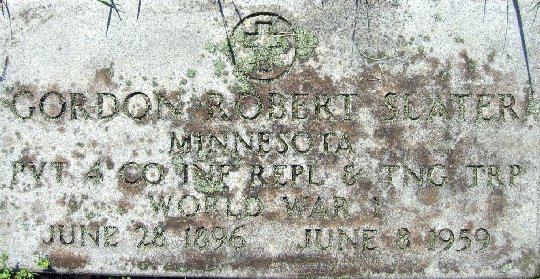 GORDON ROBERT SLATER
MINNESOTA
PVT 4 CO INF REPL & TNG TRP
WORLD WAR I
JUNE 28 1896 JUNE 8 1959